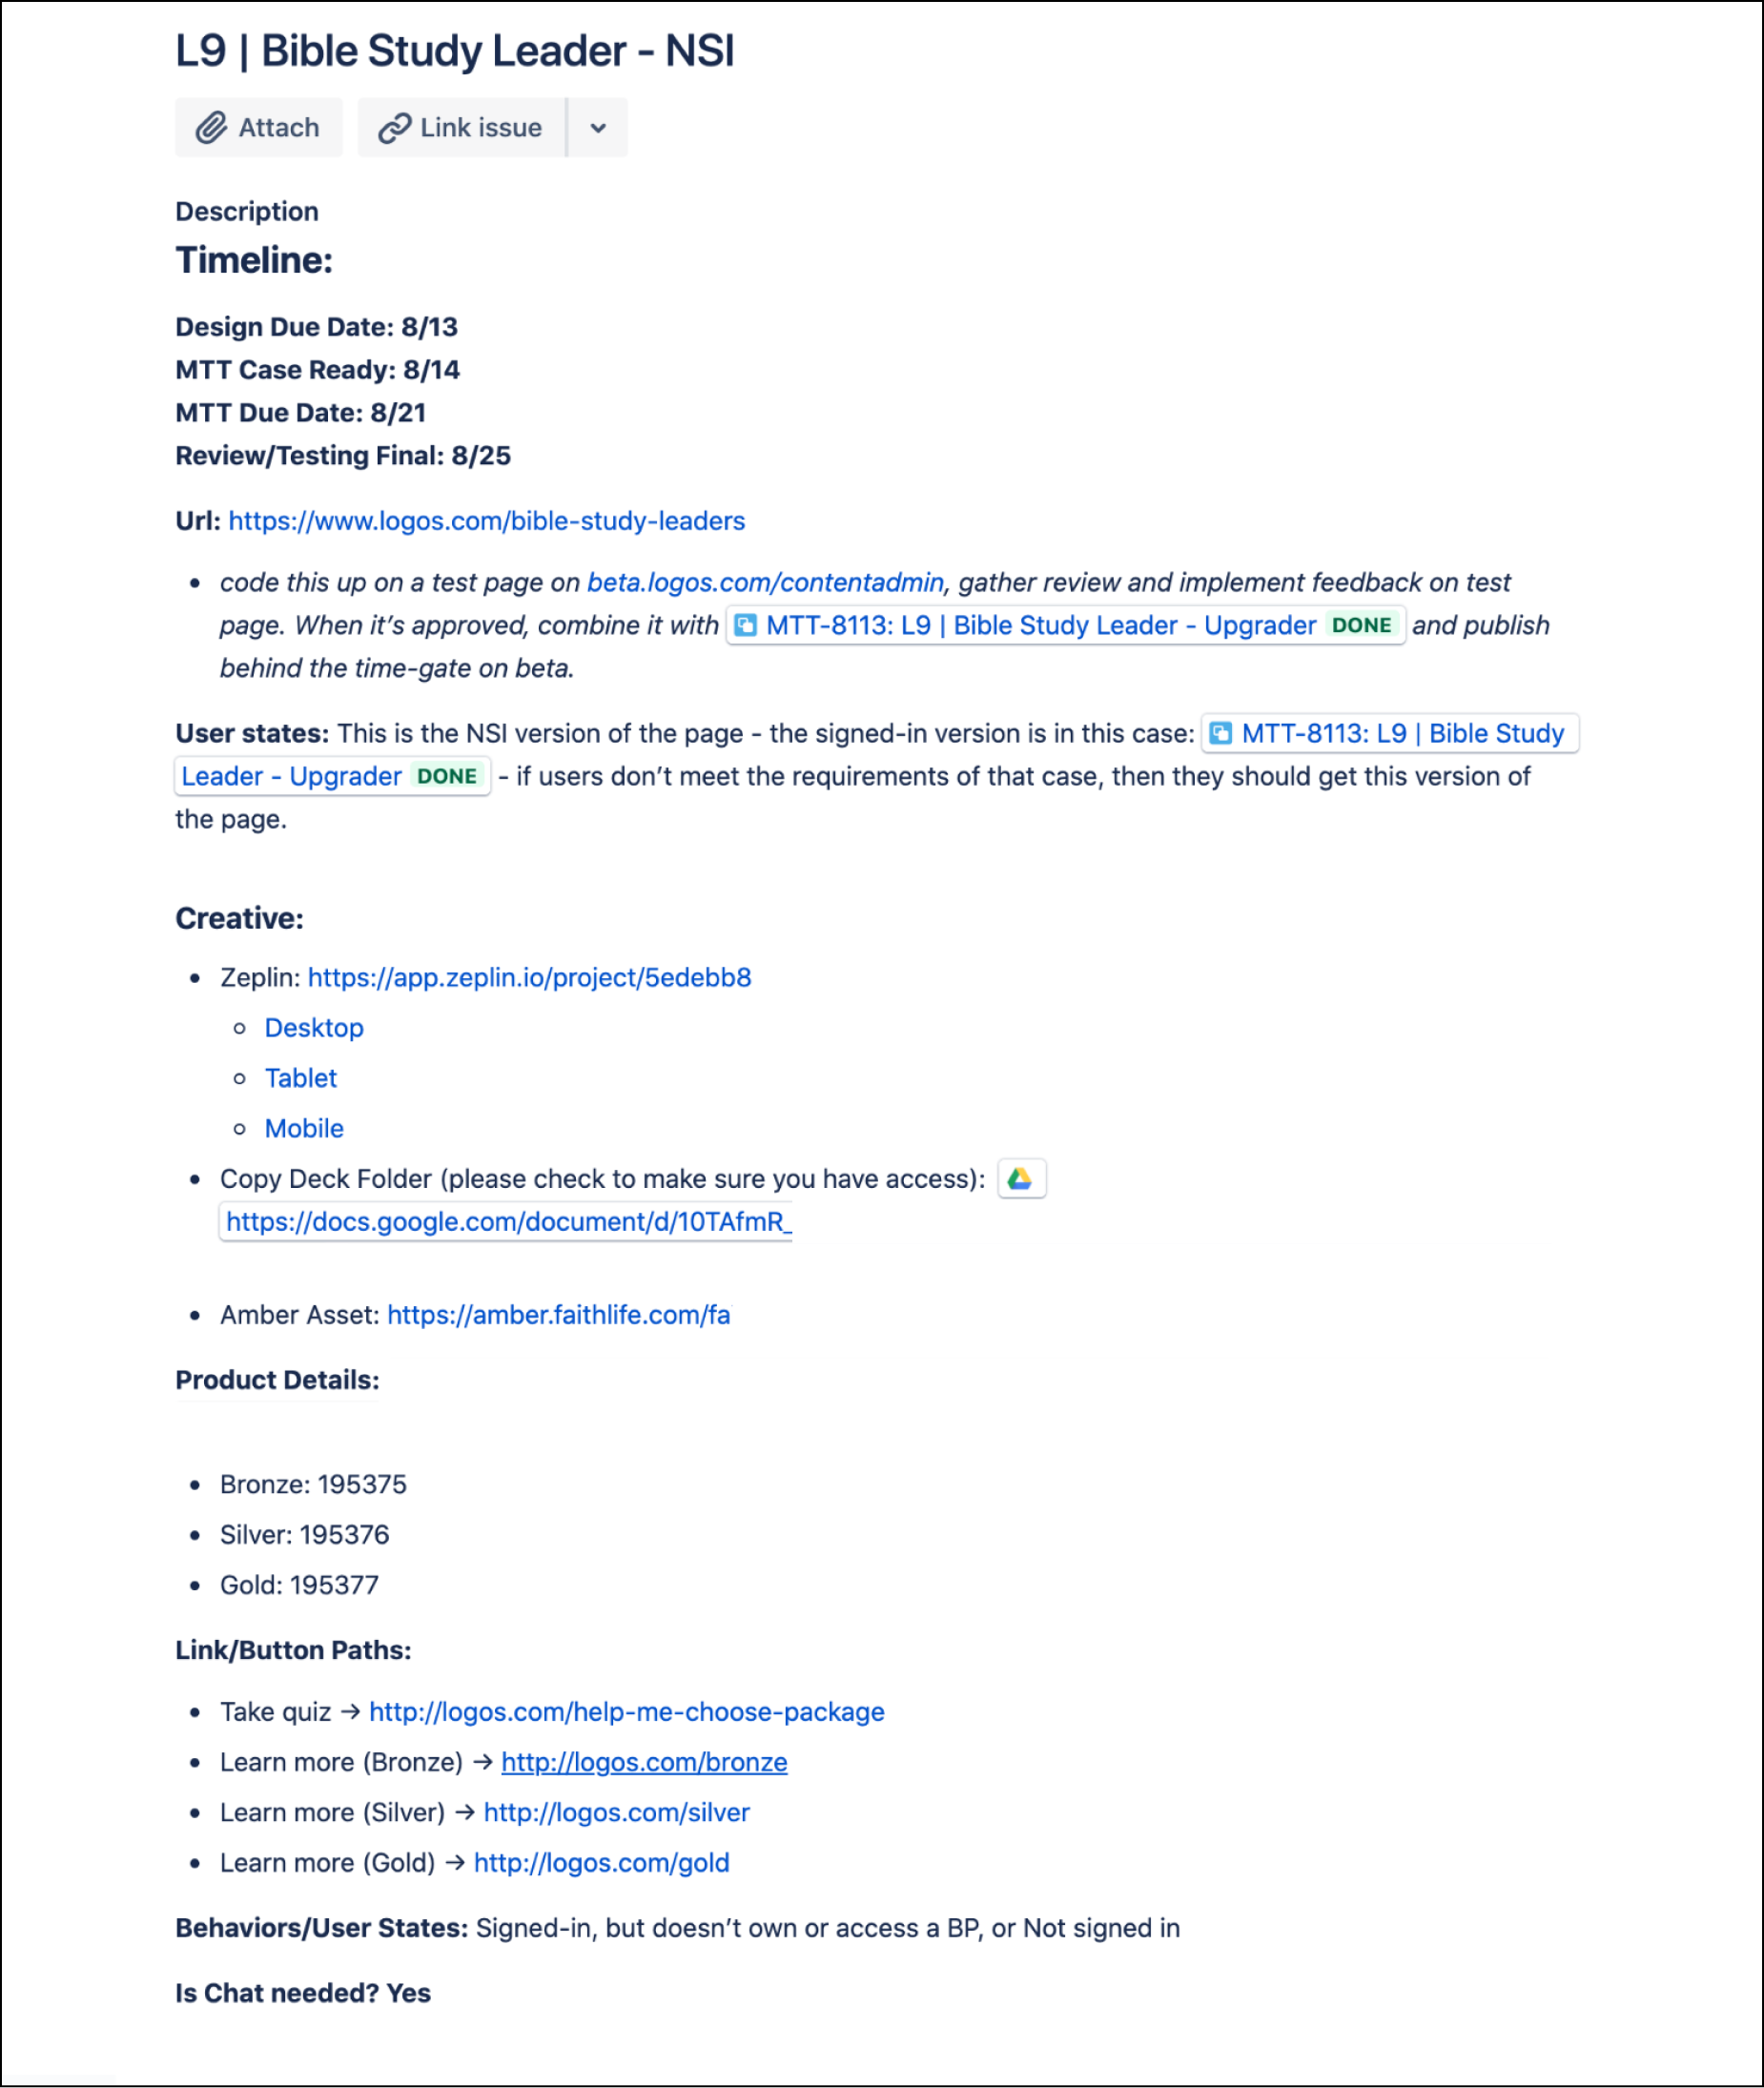 L9 | Bible Study Leader - NSI
Attach
Link issue
Description
Timeline:
Design Due Date: 8/13
MTT Case Ready: 8/14
MTT Due Date: 8/21
Review/Testing Final: 8/25
Url: https://www.logos.com/bible-study-leaders
• code this up on a test page on beta.logos.com/contentadmin, gather review and implement feedback on test
page. When it’s approved, combine it with MTT-8113: L9 | Bible Study Leader - Upgrader DONE and publish
behind the time-gate on beta.
User states: This is the NSI version of the page - the signed-in version is in this case: MTT-8113: L9 | Bible Study
Leader - Upgrader DONE - if users don’t meet the requirements of that case, then they should get this version of
the page.
Creative:
• Zeplin: https://app.zeplin.io/project/5edebb8
◦ Desktop
◦ Tablet
◦ Mobile
• Copy Deck Folder (please check to make sure you have access):
https://docs.google.com/document/d/10TAfmR_
• Amber Asset: https://amber.faithlife.com/fa
Product Details:
• Bronze: 195375
• Silver: 195376
• Gold: 195377
Link/Button Paths:
• Take quiz → http://logos.com/help-me-choose-package
• Learn more (Bronze) → http://logos.com/bronze
• Learn more (Silver) → http://logos.com/silver
• Learn more (Gold) → http://logos.com/gold
Behaviors/User States: Signed-in, but doesn’t own or access a BP, or Not signed in
Is Chat needed? Yes